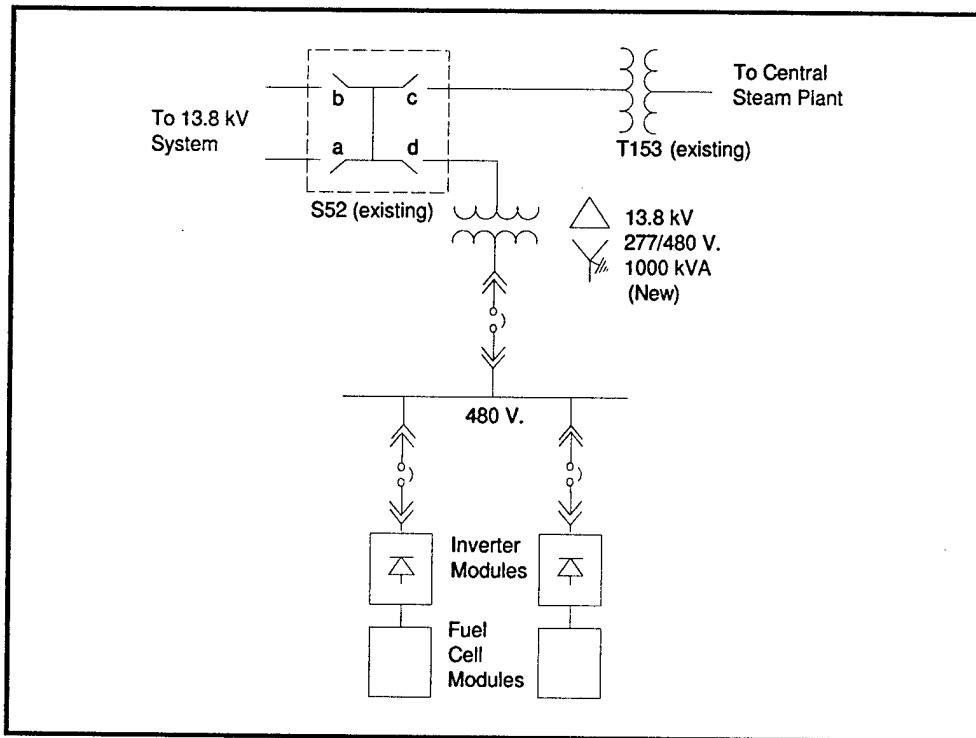 To 13.8 kV
System
b
c
a
d
S52 (existing)
To Central
Steam Plant
T153 (existing)
13.8 kV
277/480 V.
1000 kVA
(New)
480 V.
Inverter
Modules
Fuel
Cell
Modules